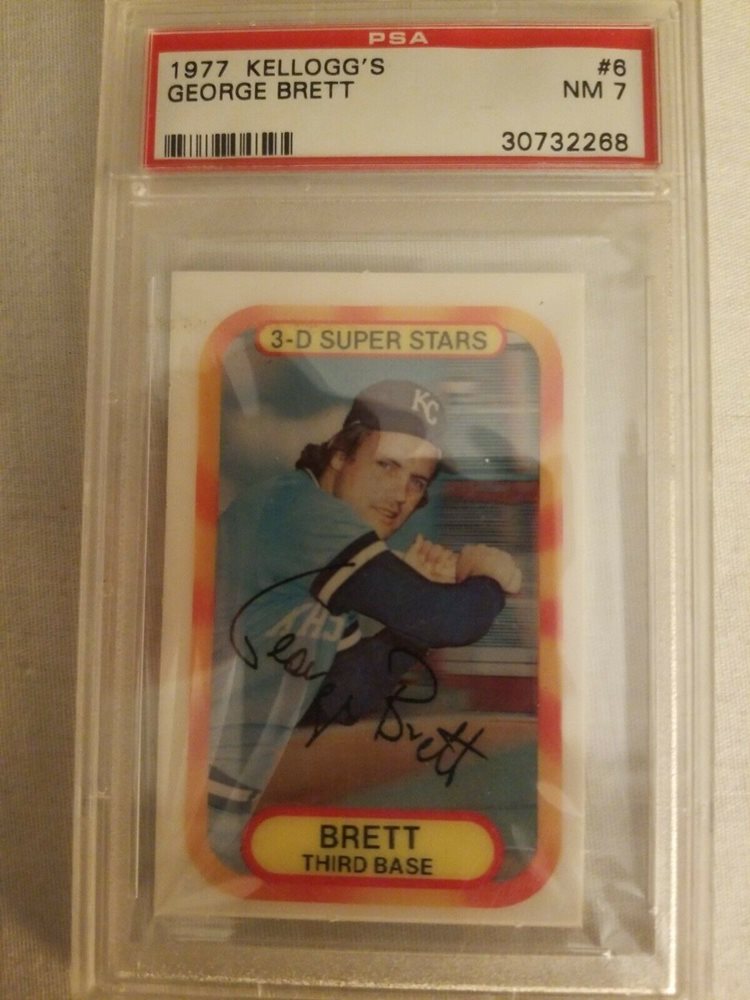 PSA
1977 KELLOGG'S #6
GEORGE BRETT NM 7
30732268
3-D SUPER STARS
KC
George Brett
BRETT
THIRD BASE